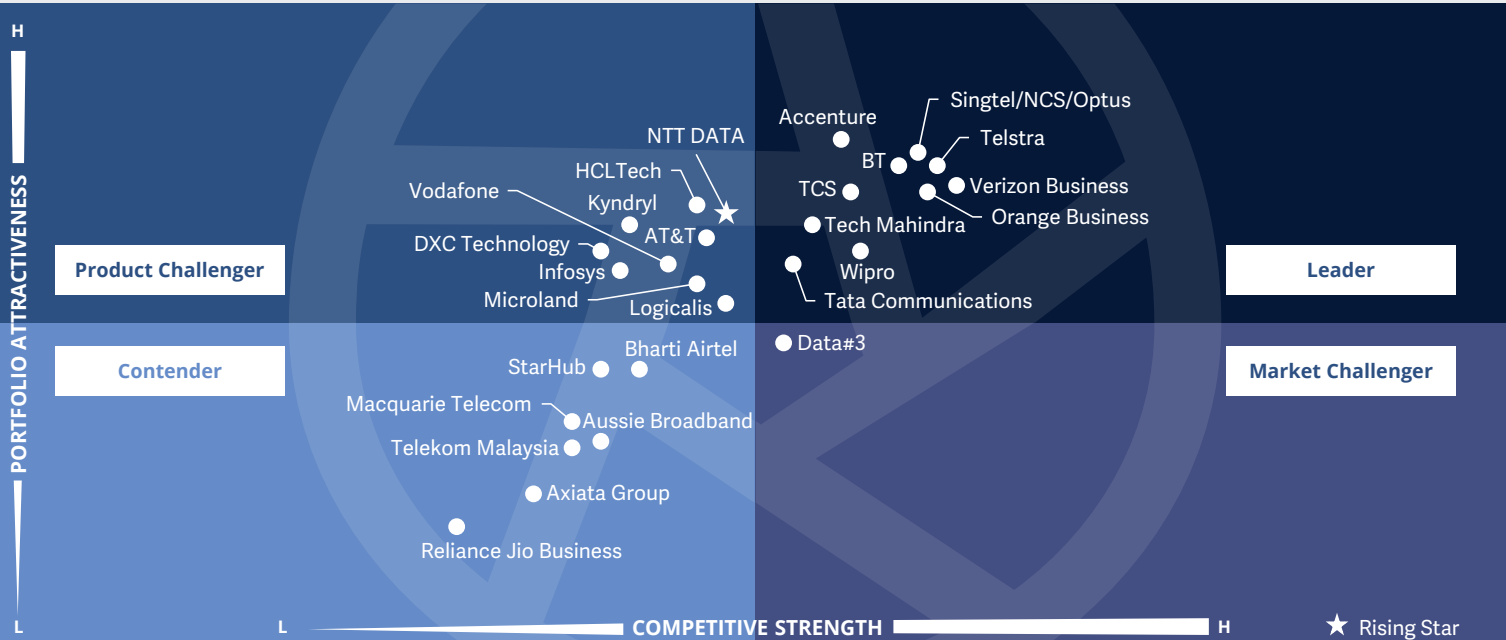 H
Singtel/NCS/Optus
Accenture
NTT DATA
Telstra
BT
HCLTech
Vodafone
TCS
Verizon Business
Kyndryl
Orange Business
Tech Mahindra
AT&T
DXC Technology
Product Challenger
Infosys
Wipro
Leader
Microland
Tata Communications
Logicalis
PORTFOLIO ATTRACTIVENESS
Data#3
Bharti Airtel
StarHub
Contender
Market Challenger
Macquarie Telecom
Aussie Broadband
Telekom Malaysia
Axiata Group
Reliance Jio Business
L
L
COMPETITIVE STRENGTH
H
Rising Star